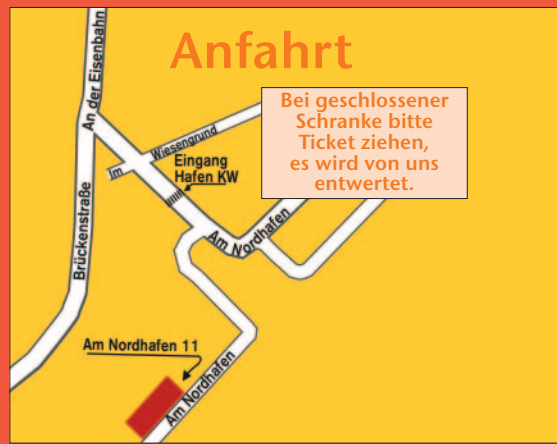 Anfahrt
Bei geschlossener
Schranke bitte
Ticket ziehen,
es wird von uns
entwertet.
An der Eisenbahn
Im Wiesengrund
Eingang
Hafen KW
Brückenstraße
Am Nordhafen
Am Nordhafen 11
Am Nordhafen